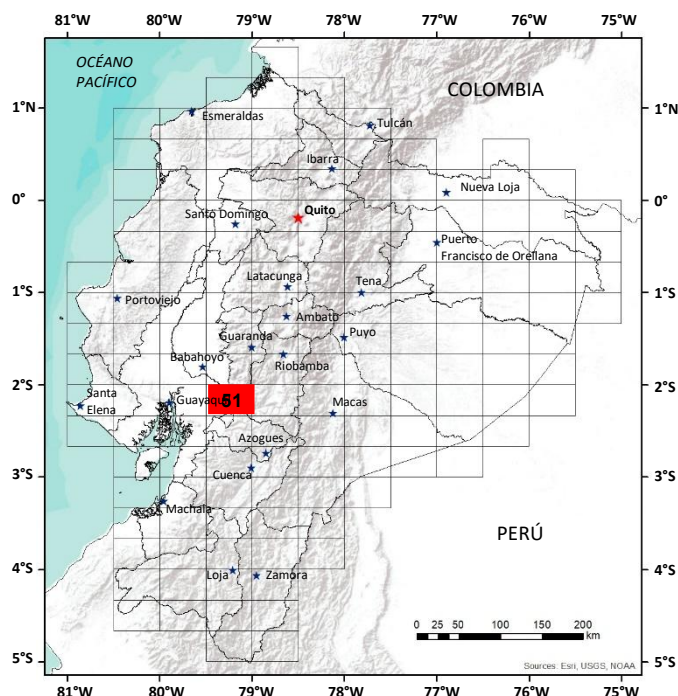 81°W 80°W 79°W 78°W 77°W 76°W 75°W
OCÉANO
PACÍFICO
COLOMBIA
1°N 1°N
Esmeraldas
Tulcán
Ibarra
Nueva Loja
0° 0°
Santo Domingo
Quito
Puerto
Francisco de Orellana
Latacunga
Tena
1°S 1°S
Portoviejo
Ambato
Guaranda
Puyo
Babahoyo
Riobamba
2°S 2°S
Santa
Elena
Guayaquil
51
Macas
Azogues
Cuenca
3°S 3°S
Machala
PERÚ
4°S 4°S
Loja
Zamora
0 25 50 100 150 200
km
Sources: Esri, USGS, NOAA
5°S 5°S
81°W 80°W 79°W 78°W 77°W 76°W 75°W